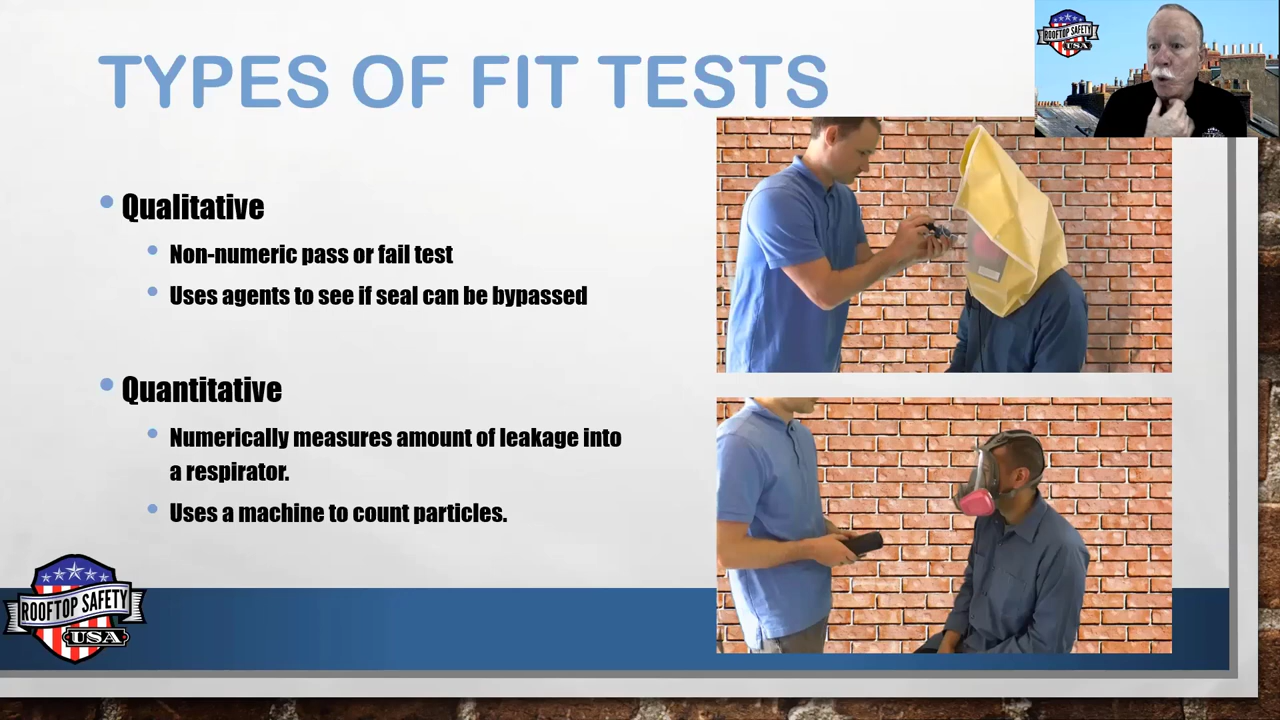 TYPES OF FIT TESTS
ROOFTOP SAFETY
USA
Qualitative
Non-numeric pass or fail test
Uses agents to see if seal can be bypassed
Quantitative
Numerically measures amount of leakage into
a respirator.
Uses a machine to count particles.
ROOFTOP SAFETY
USA